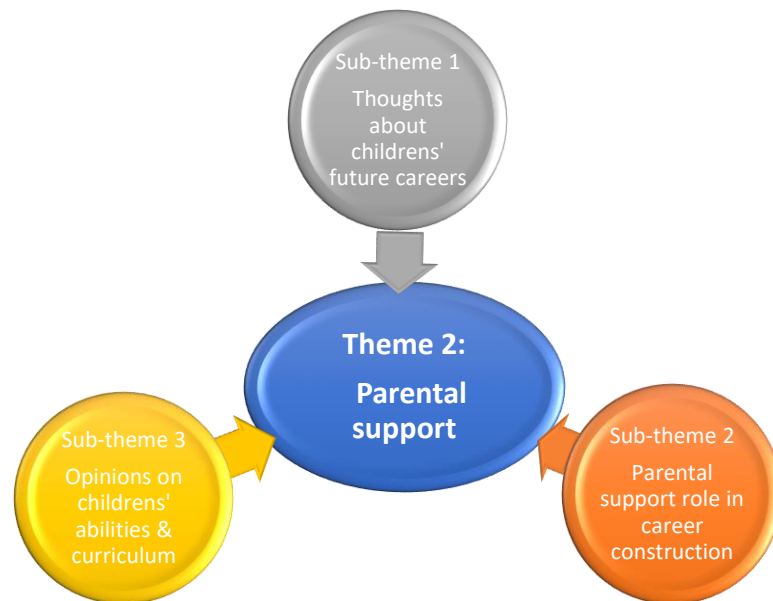 Sub-theme 1
Thoughts
about
childrens'
future careers
Theme 2:
Parental
support
Sub-theme 3
Opinions on
childrens'
abilities &
curriculum
Sub-theme 2
Parental
support role in
career
construction